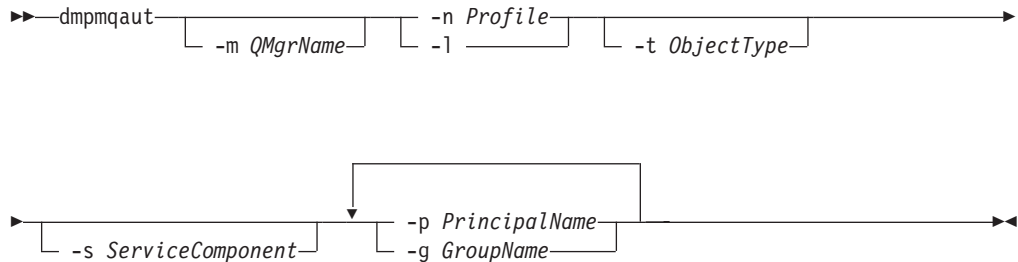 dmpmqaut -n Profile
-m QMgrName -l -t ObjectType
-p PrincipalName
-s ServiceComponent -g GroupName